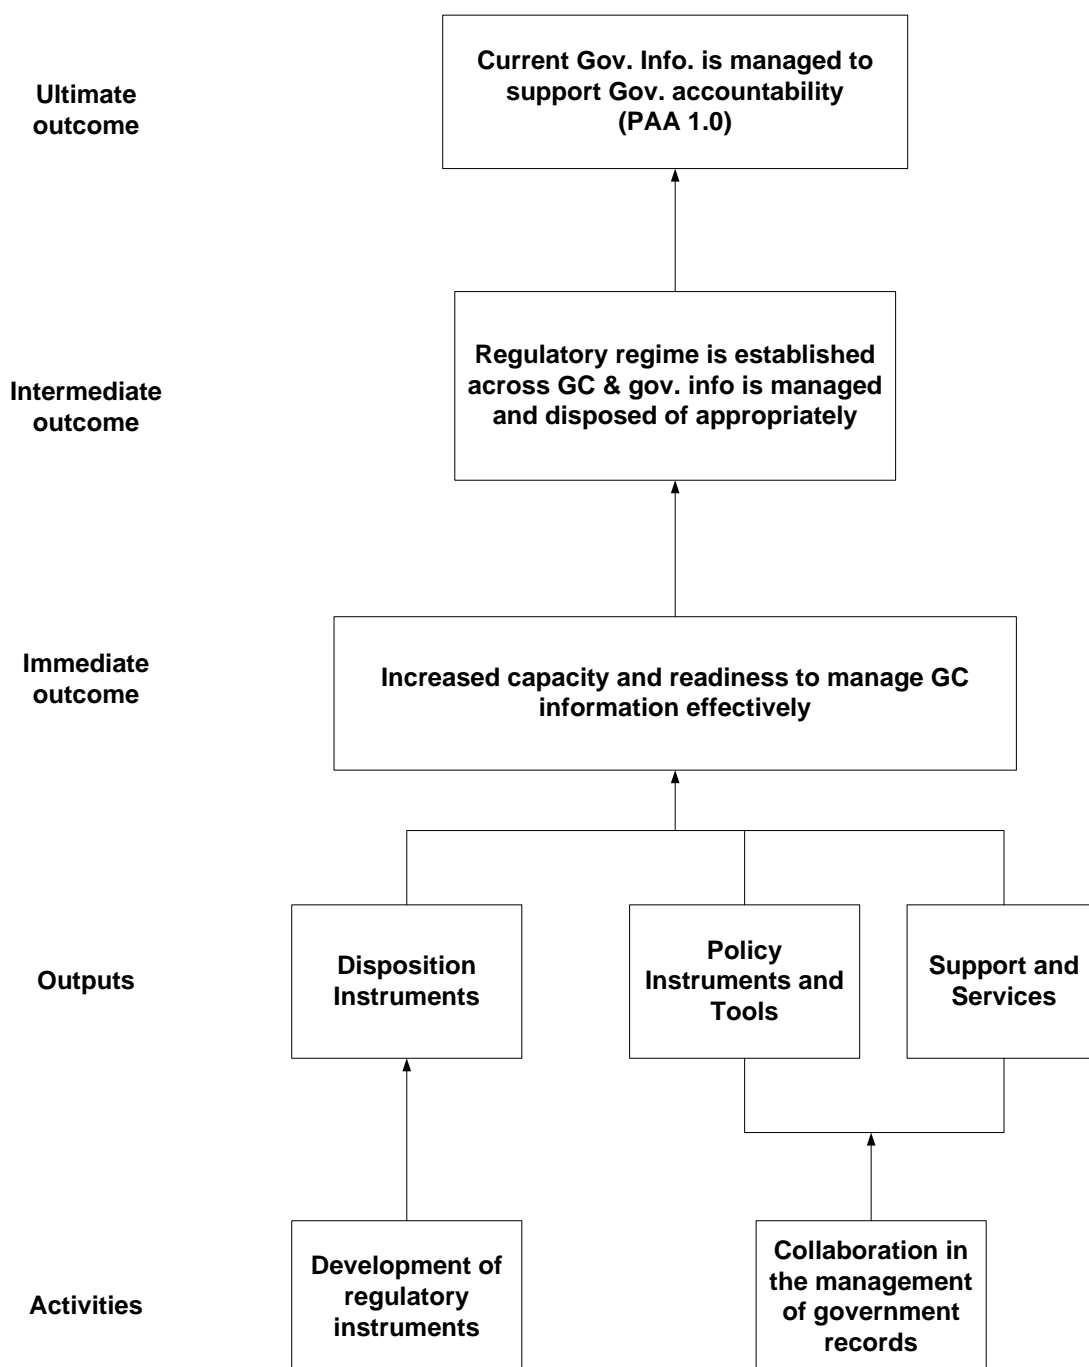 Ultimate
outcome
Current Gov. Info. is managed to
support Gov. accountability
(PAA 1.0)
Intermediate
outcome
Regulatory regime is established
across GC & gov. info is managed
and disposed of appropriately
Immediate
outcome
Increased capacity and readiness to manage GC
information effectively
Outputs
Disposition
Instruments
Policy
Instruments and
Tools
Support and
Services
Activities
Development of
regulatory
instruments
Collaboration in
the management
of government
records